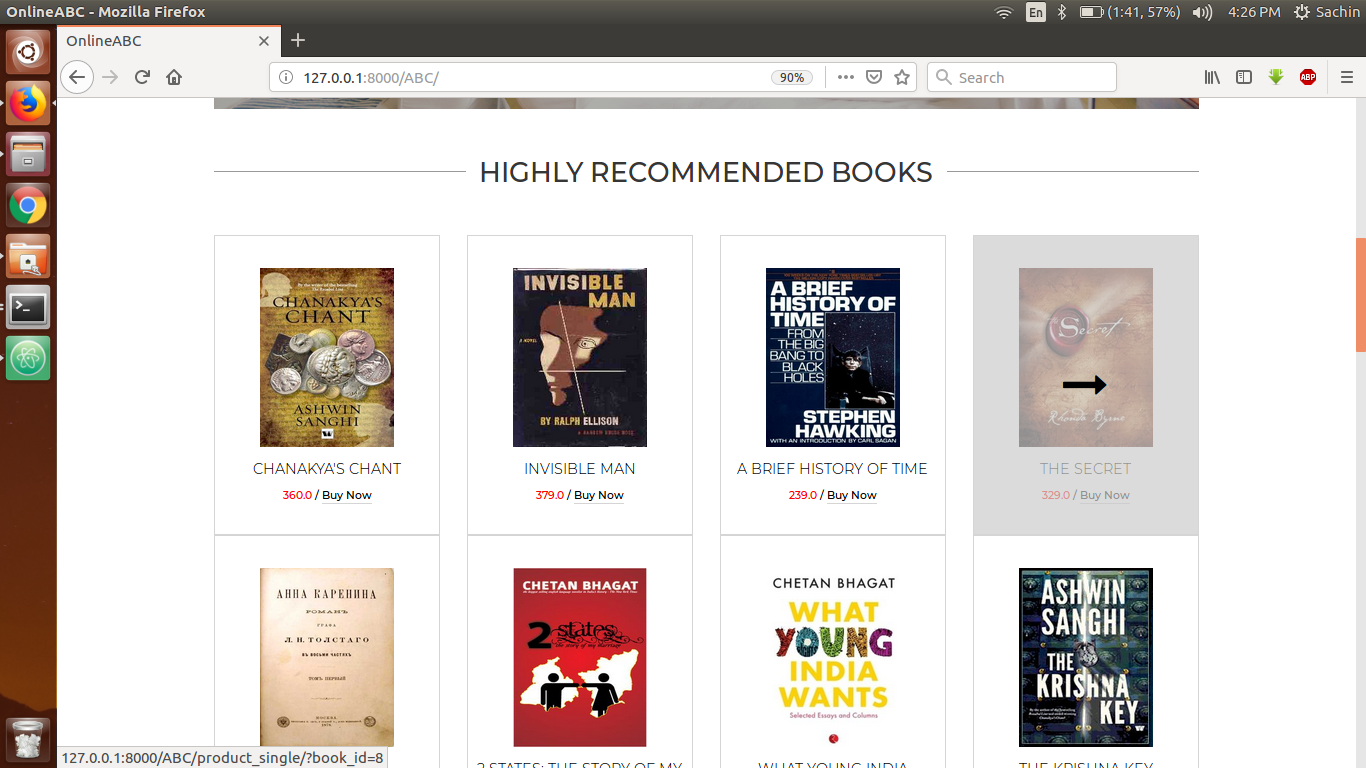 OnlineABC - Mozilla Firefox
En
(1:41, 57%)
4:26 PM
Sachin
OnlineABC
127.0.0.1:8000/ABC/
90%
Search
ABP
HIGHLY RECOMMENDED BOOKS
By the writer of the bestselling
CHANAKYA'S
CHANT
ASHWIN
SANGHI
CHANAKYA'S CHANT
360.0 / Buy Now
INVISIBLE
MAN
A NOVEL
BY RALPH ELLISON
INVISIBLE MAN
379.0 / Buy Now
A BRIEF
HISTORY OF
TIME
FROM
THE BIG
BANG TO
BLACK
HOLES
STEPHEN
HAWKING
WITH AN INTRODUCTION BY CARL SAGAN
A BRIEF HISTORY OF TIME
239.0 / Buy Now
Secret
Rhonda Byrne
THE SECRET
329.0 / Buy Now
АННА КАРЕНИНА
РОМАНЪ
ГРАФА
Л. Н. ТОЛСТАГО
ВЪ ВОСЬМИ ЧАСТЯХЪ
ТОМЪ ПЕРВЫЙ
МОСКВА
CHETAN BHAGAT
2 states
the story of my marriage
2 STATES: THE STORY OF MY
CHETAN BHAGAT
WHAT
YOUNG
INDIA
WANTS
Selected Essays and Columns
WHAT YOUNG INDIA
ASHWIN
SANGHI
THE
KRISHNA
KEY
THE KRISHNA KEY
127.0.0.1:8000/ABC/product_single/?book_id=8